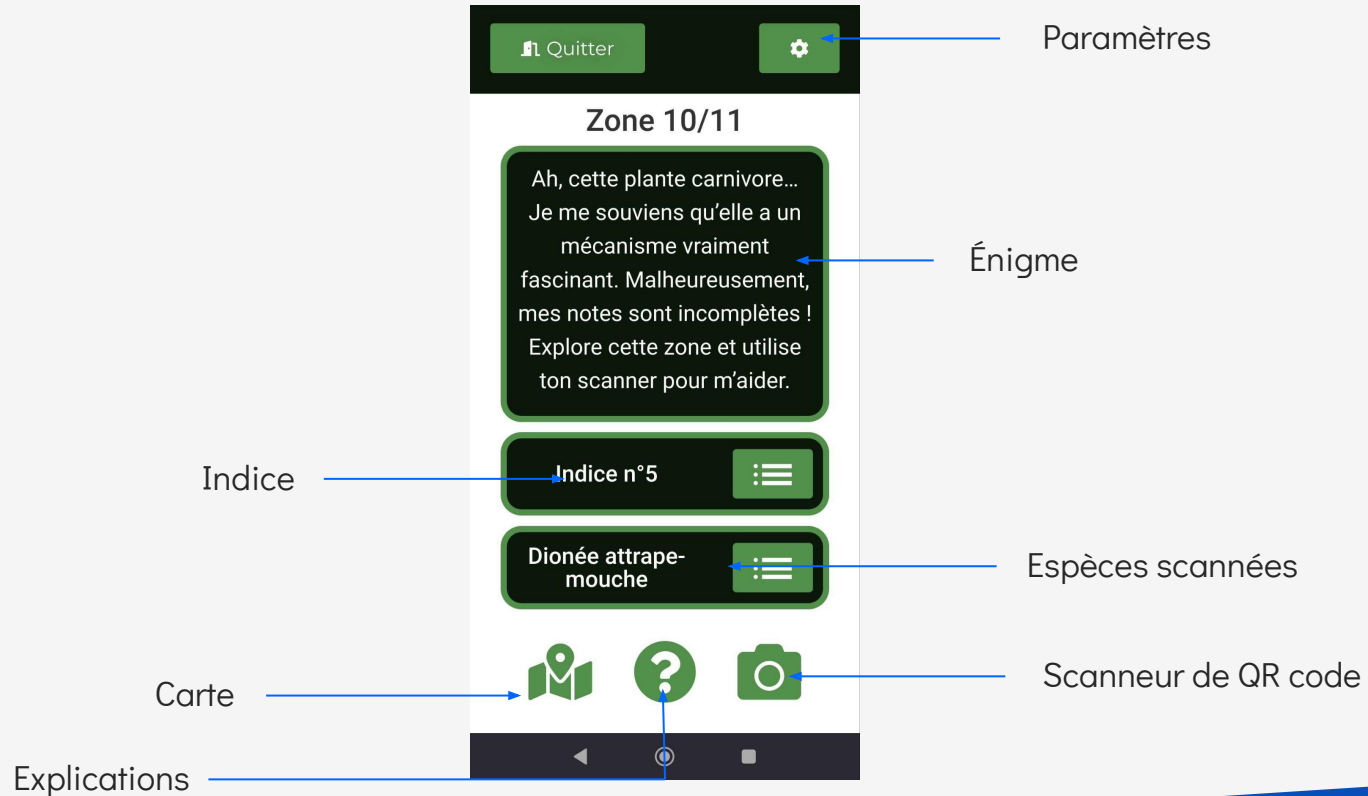 Quitter
Paramètres
Zone 10/11
Ah, cette plante carnivore…
Je me souviens qu’elle a un
mécanisme vraiment
fascinant. Malheureusement,
mes notes sont incomplètes !
Explore cette zone et utilise
ton scanner pour m’aider.
Énigme
Indice
Indice n°5
Dionée attrape-
mouche
Espèces scannées
Carte
Scanneur de QR code
Explications